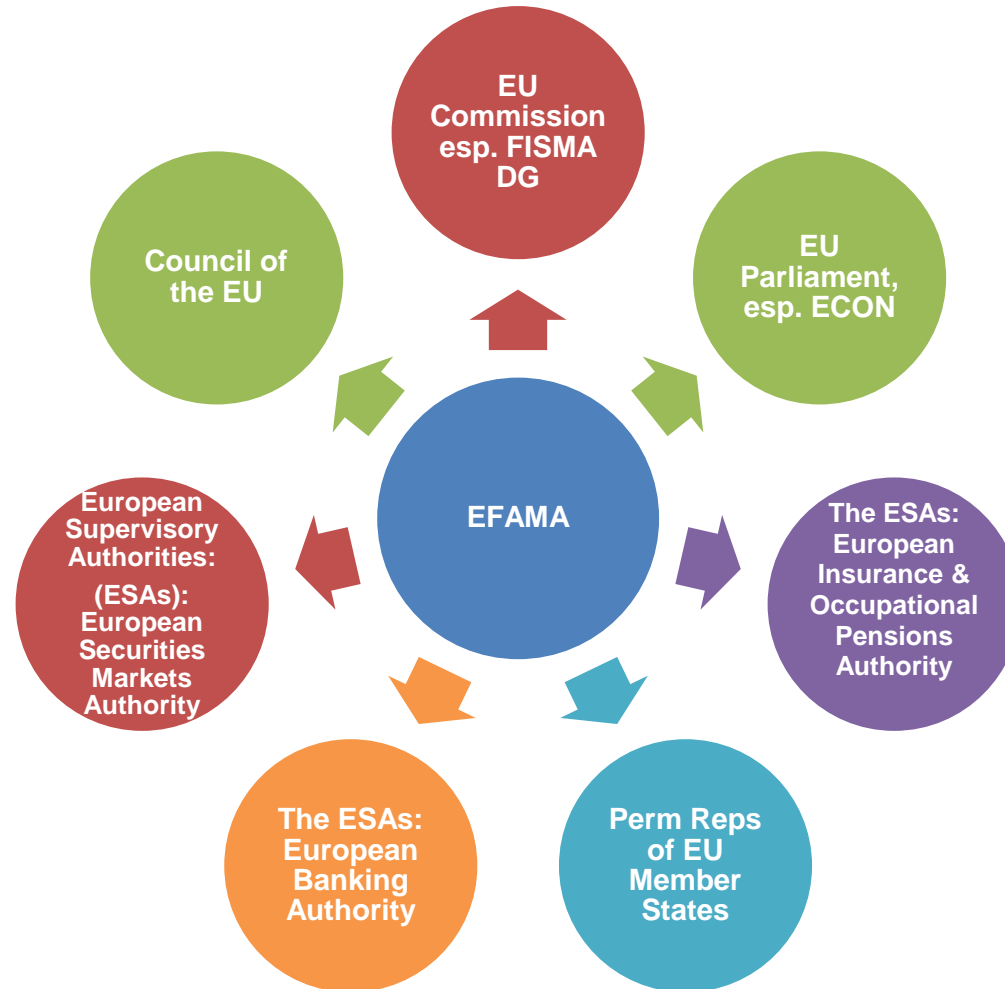 EU
Commission
esp. FISMA
DG
EU
Parliament,
esp. ECON
The ESAs:
European
Insurance &
Occupational
Pensions
Authority
Perm Reps
of EU
Member
States
The ESAs:
European
Banking
Authority
European
Supervisory
Authorities:
(ESAs):
European
Securities
Markets
Authority
Council of
the EU
EFAMA